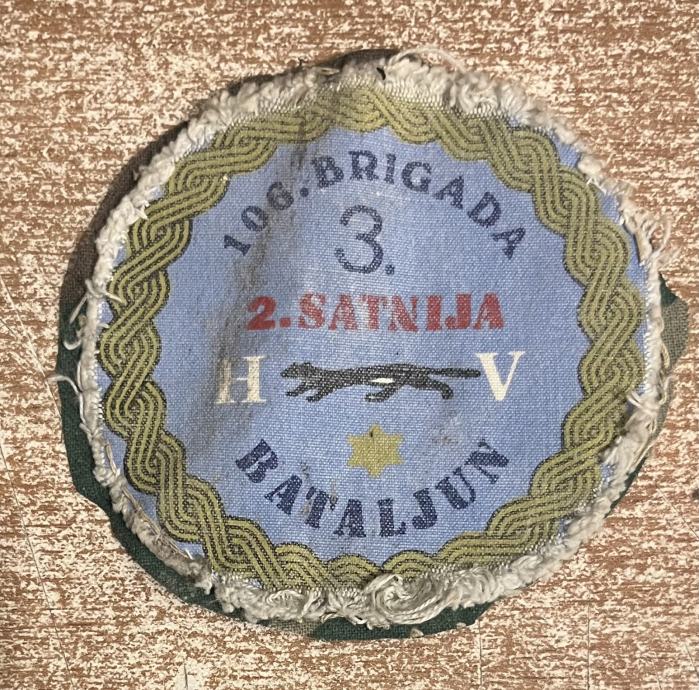 106. BRIGADA
3.
2. SATNIJA
H V
BATALJUN